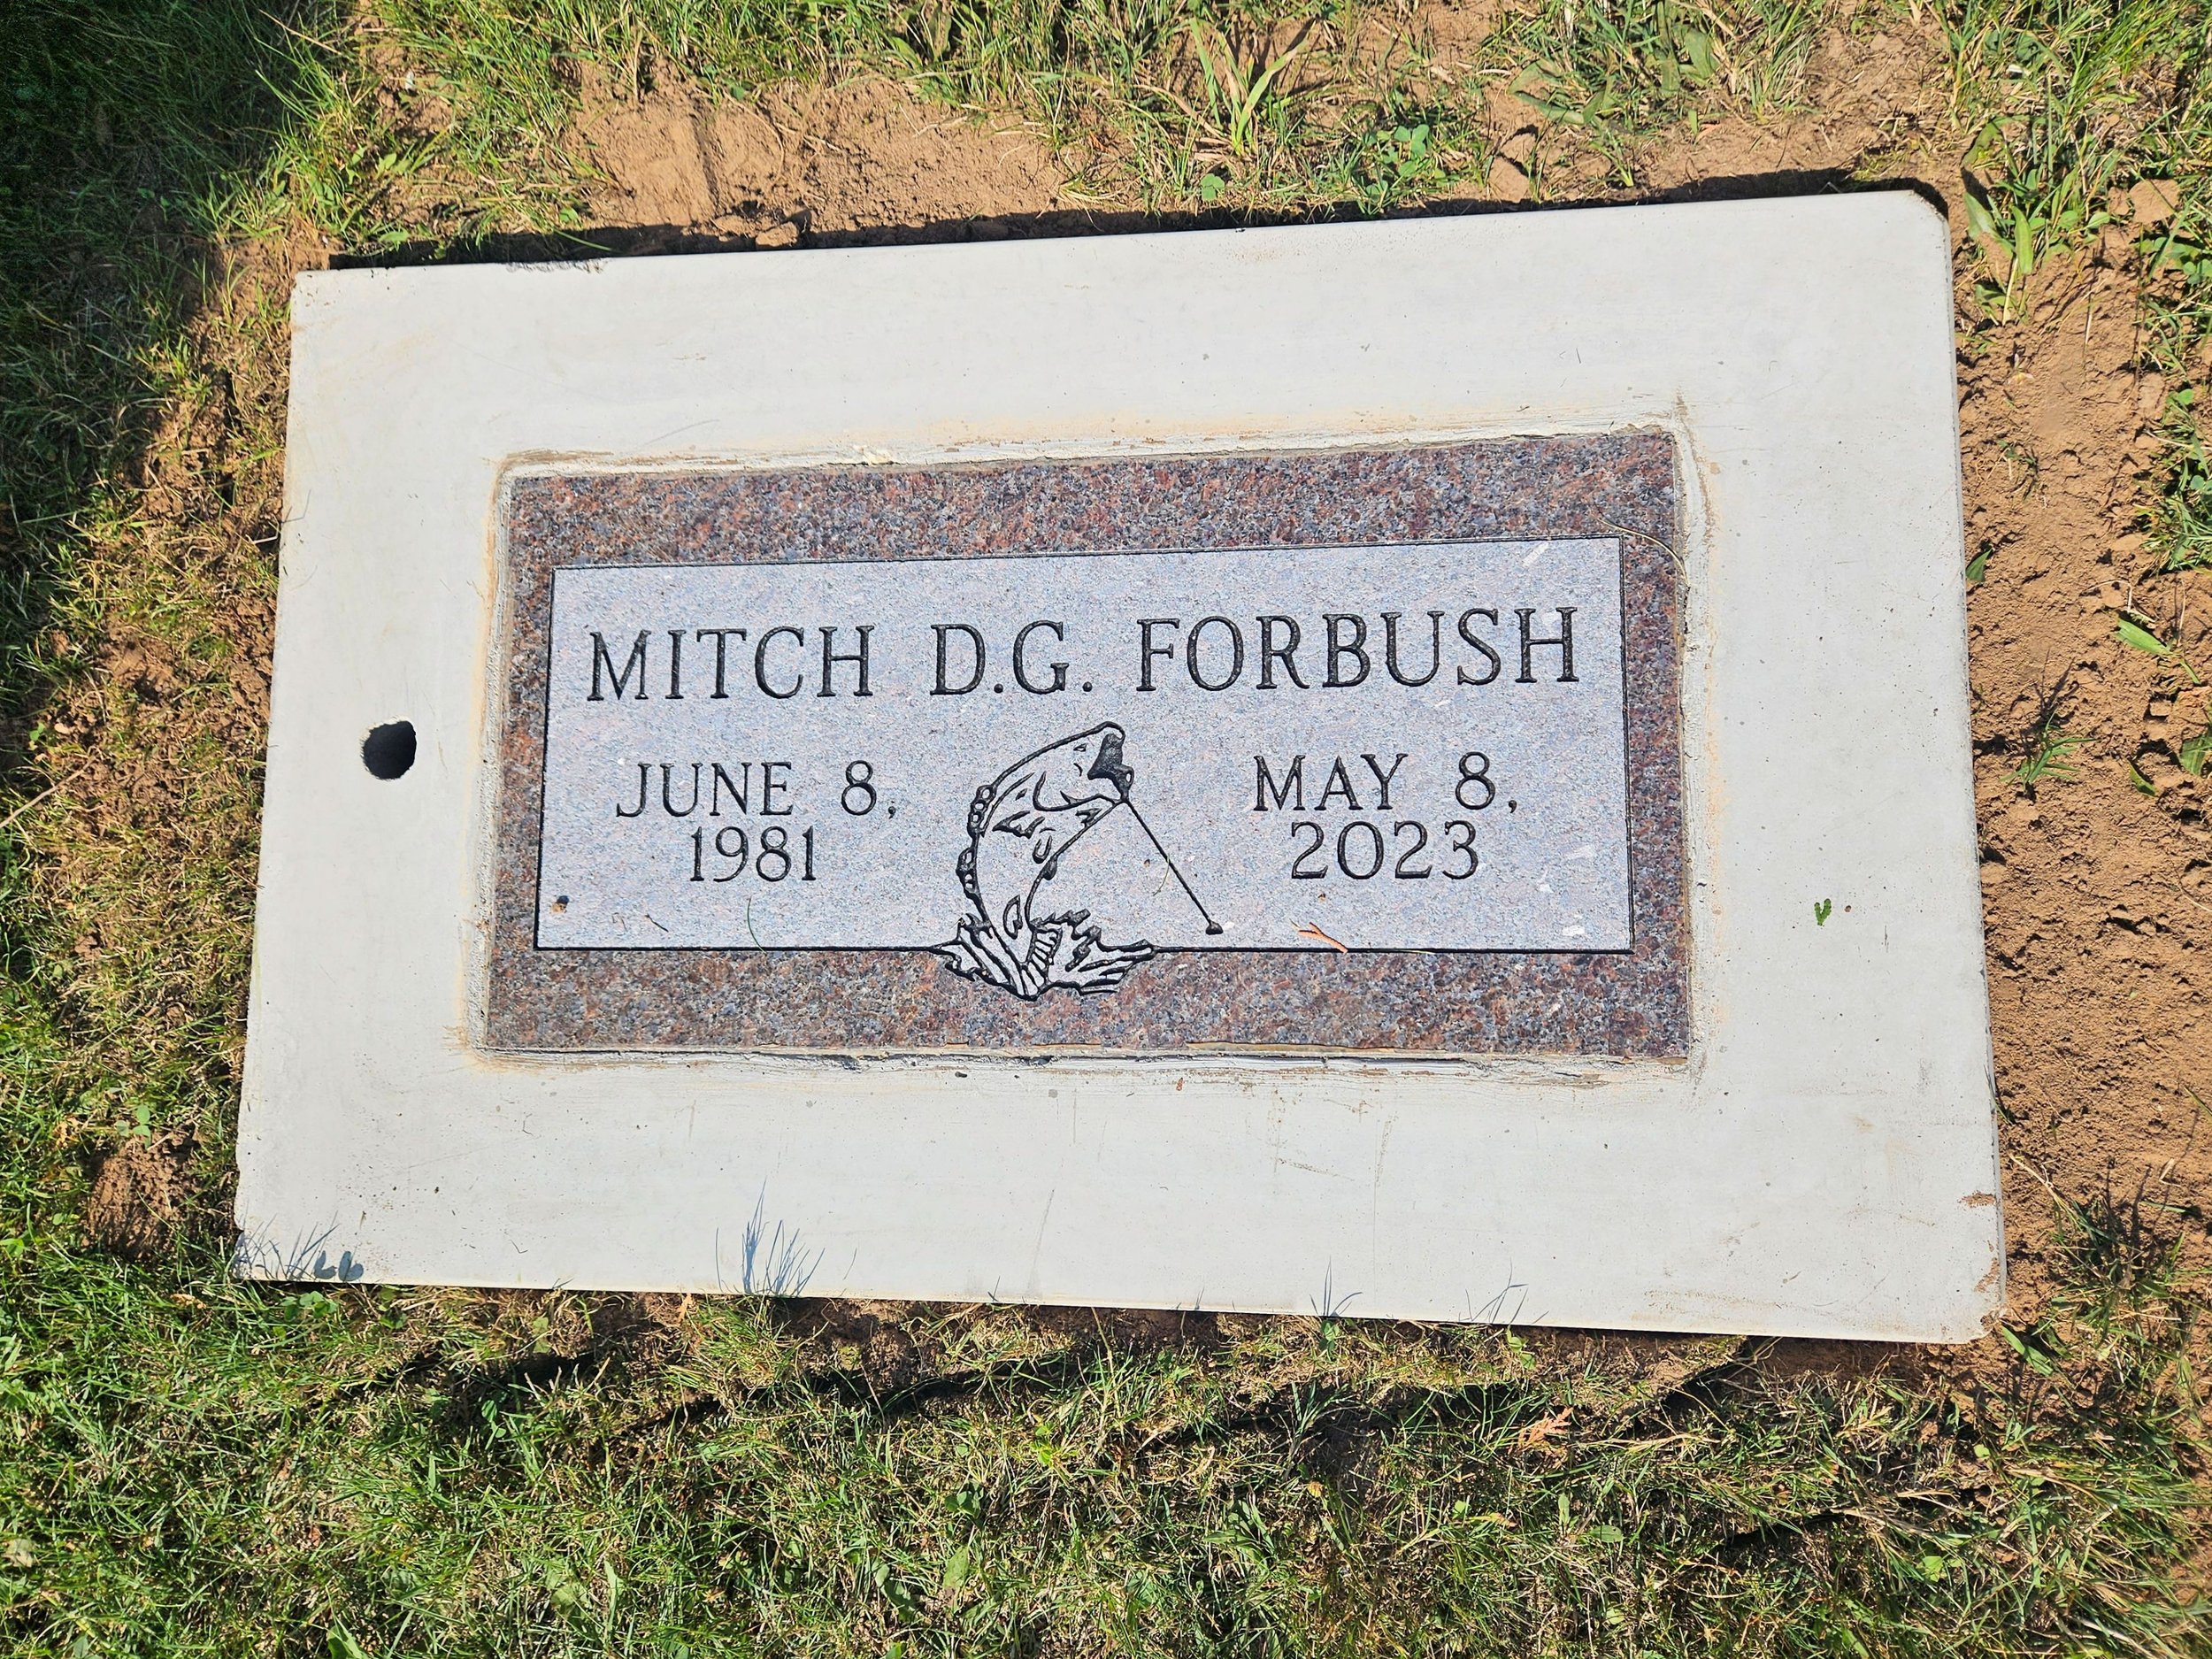 MITCH D.G. FORBUSH
JUNE 8,
1981
MAY 8,
2023